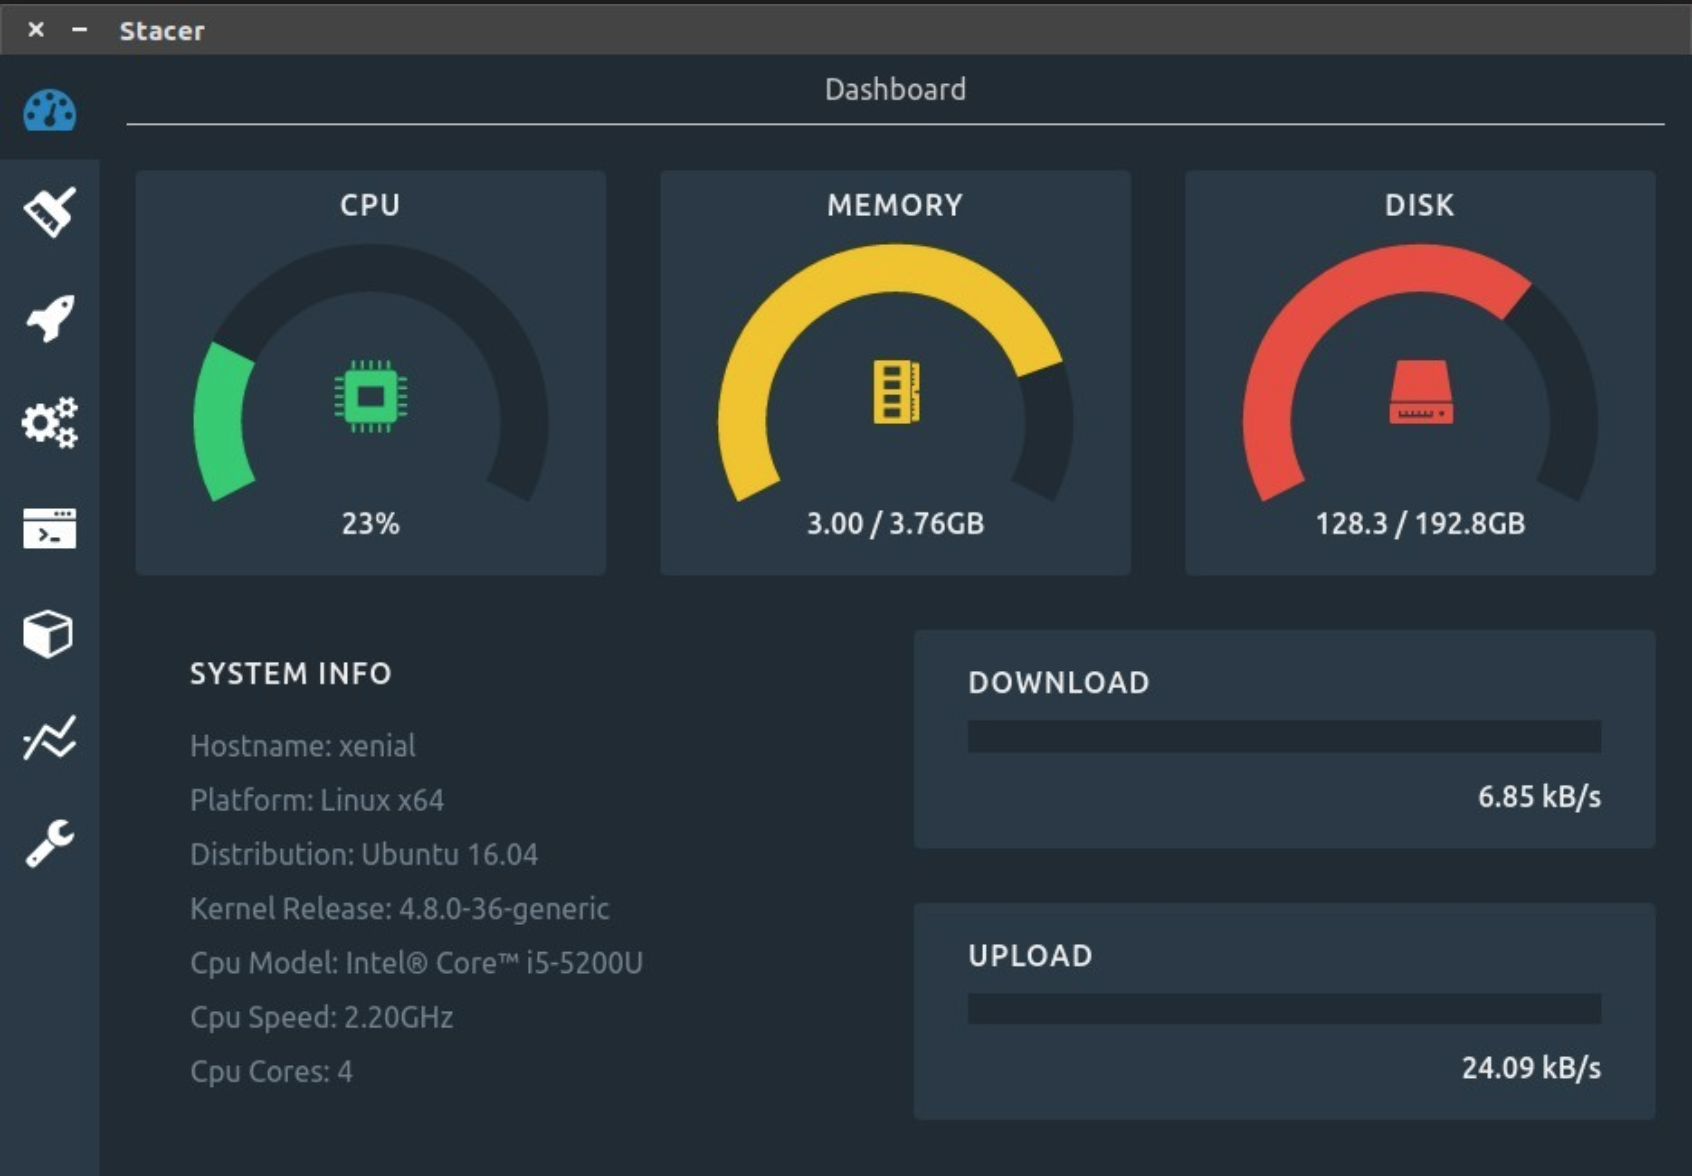 Stacer
Dashboard
CPU
23%
MEMORY
3.00 / 3.76GB
DISK
128.3 / 192.8GB
SYSTEM INFO
Hostname: xenial
Platform: Linux x64
Distribution: Ubuntu 16.04
Kernel Release: 4.8.0-36-generic
Cpu Model: Intel® Core™ i5-5200U
Cpu Speed: 2.20GHz
Cpu Cores: 4
DOWNLOAD
6.85 kB/s
UPLOAD
24.09 kB/s